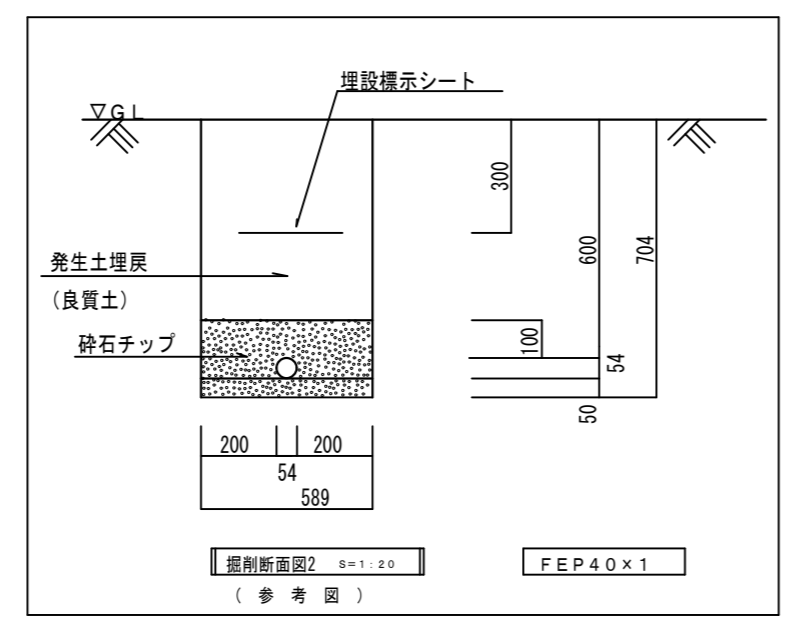 埋設標示シート
▽GL
300
発生土埋戻
(良質土)
600
704
砕石チップ
100
54
50
200
200
54
589
掘削断面図2 S=1:20
FEP40×1
(参考図)